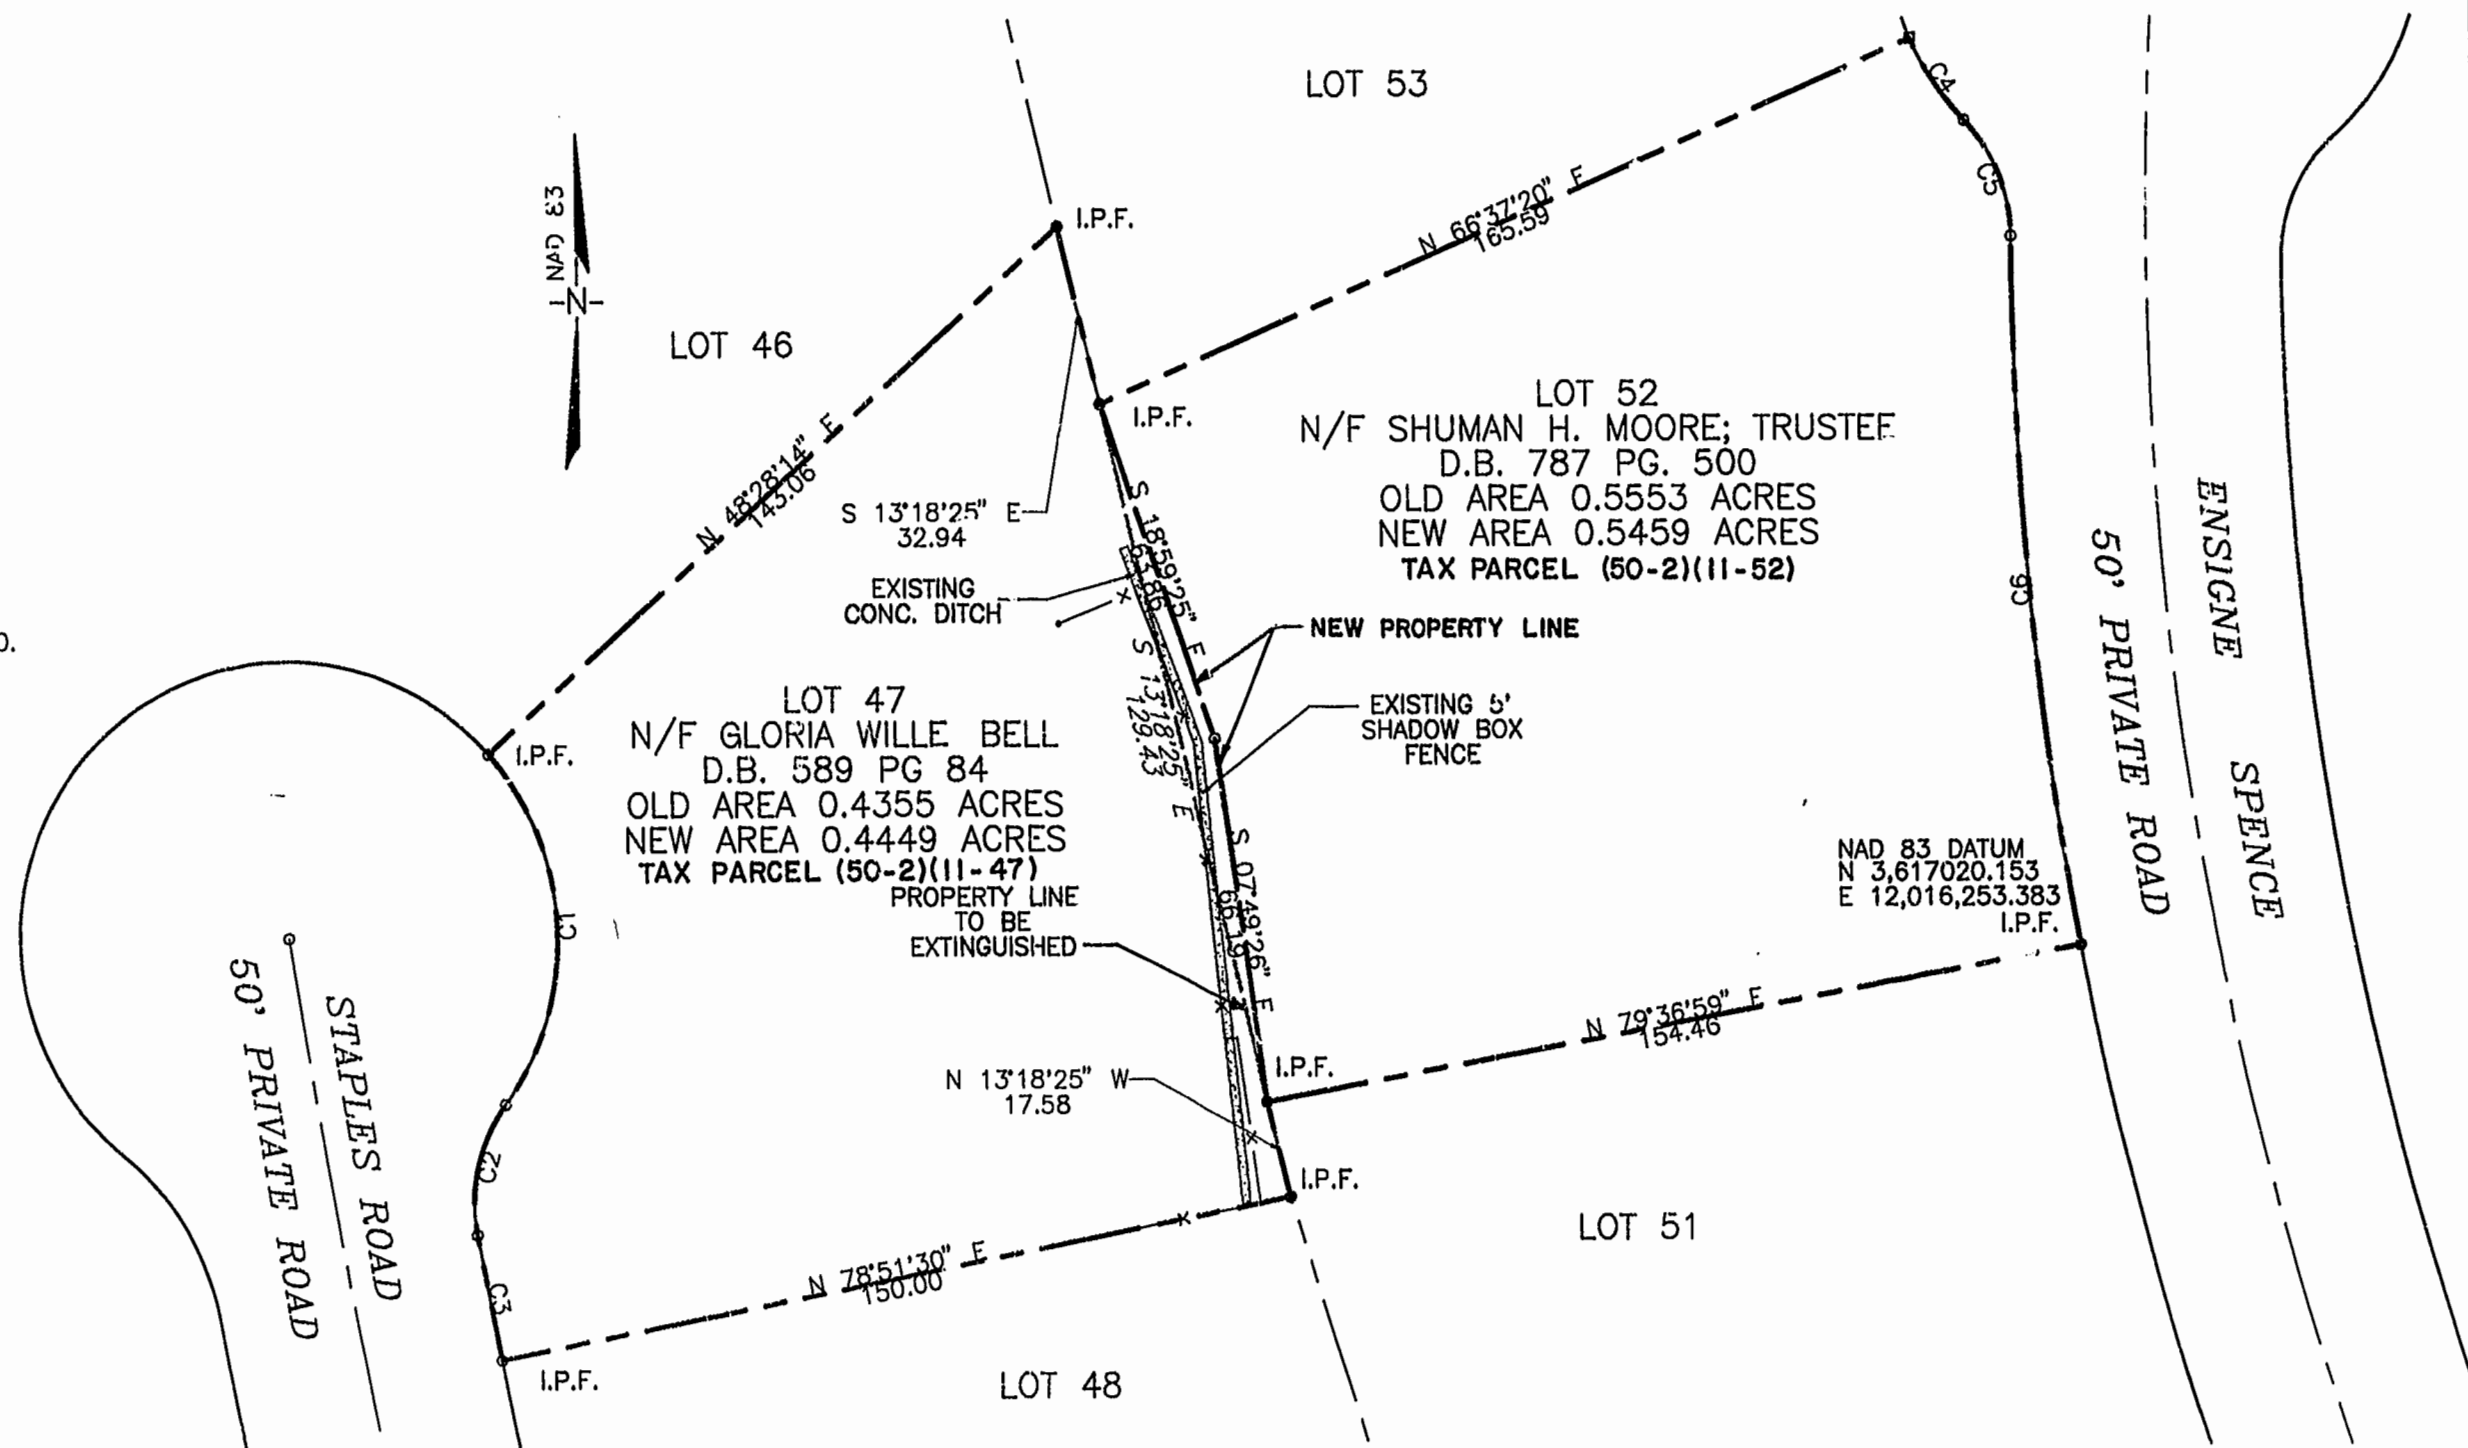 LOT 53
C4
C5
NAD 83
N
I.P.F.
N 66°37'20" E
165.59
LOT 46
I.P.F.
LOT 52
N/F SHUMAN H. MOORE; TRUSTEE
D.B. 787 PG. 500
OLD AREA 0.5553 ACRES
NEW AREA 0.5459 ACRES
TAX PARCEL (50-2)(11-52)
N 48°28'14" E
143.06
S 13°18'25" E
32.94
S 18°59'25" E
63.86
EXISTING
CONC. DITCH
NEW PROPERTY LINE
C6
ENSIGNE SPENCE
50' PRIVATE ROAD
S 13°18'25" E
129.43
EXISTING 5'
SHADOW BOX
FENCE
LOT 47
N/F GLORIA WILLE BELL
D.B. 589 PG 84
OLD AREA 0.4355 ACRES
NEW AREA 0.4449 ACRES
TAX PARCEL (50-2)(11-47)
I.P.F.
PROPERTY LINE
TO BE
EXTINGUISHED
S 07°49'26" E
66.19
NAD 83 DATUM
N 3,617020.153
E 12,016,253.383
I.P.F.
C1
N 79°36'59" E
154.46
I.P.F.
N 13°18'25" W
17.58
STAPLES ROAD
50' PRIVATE ROAD
C2
I.P.F.
LOT 51
C3
N 78°51'30" E
150.00
I.P.F.
LOT 48